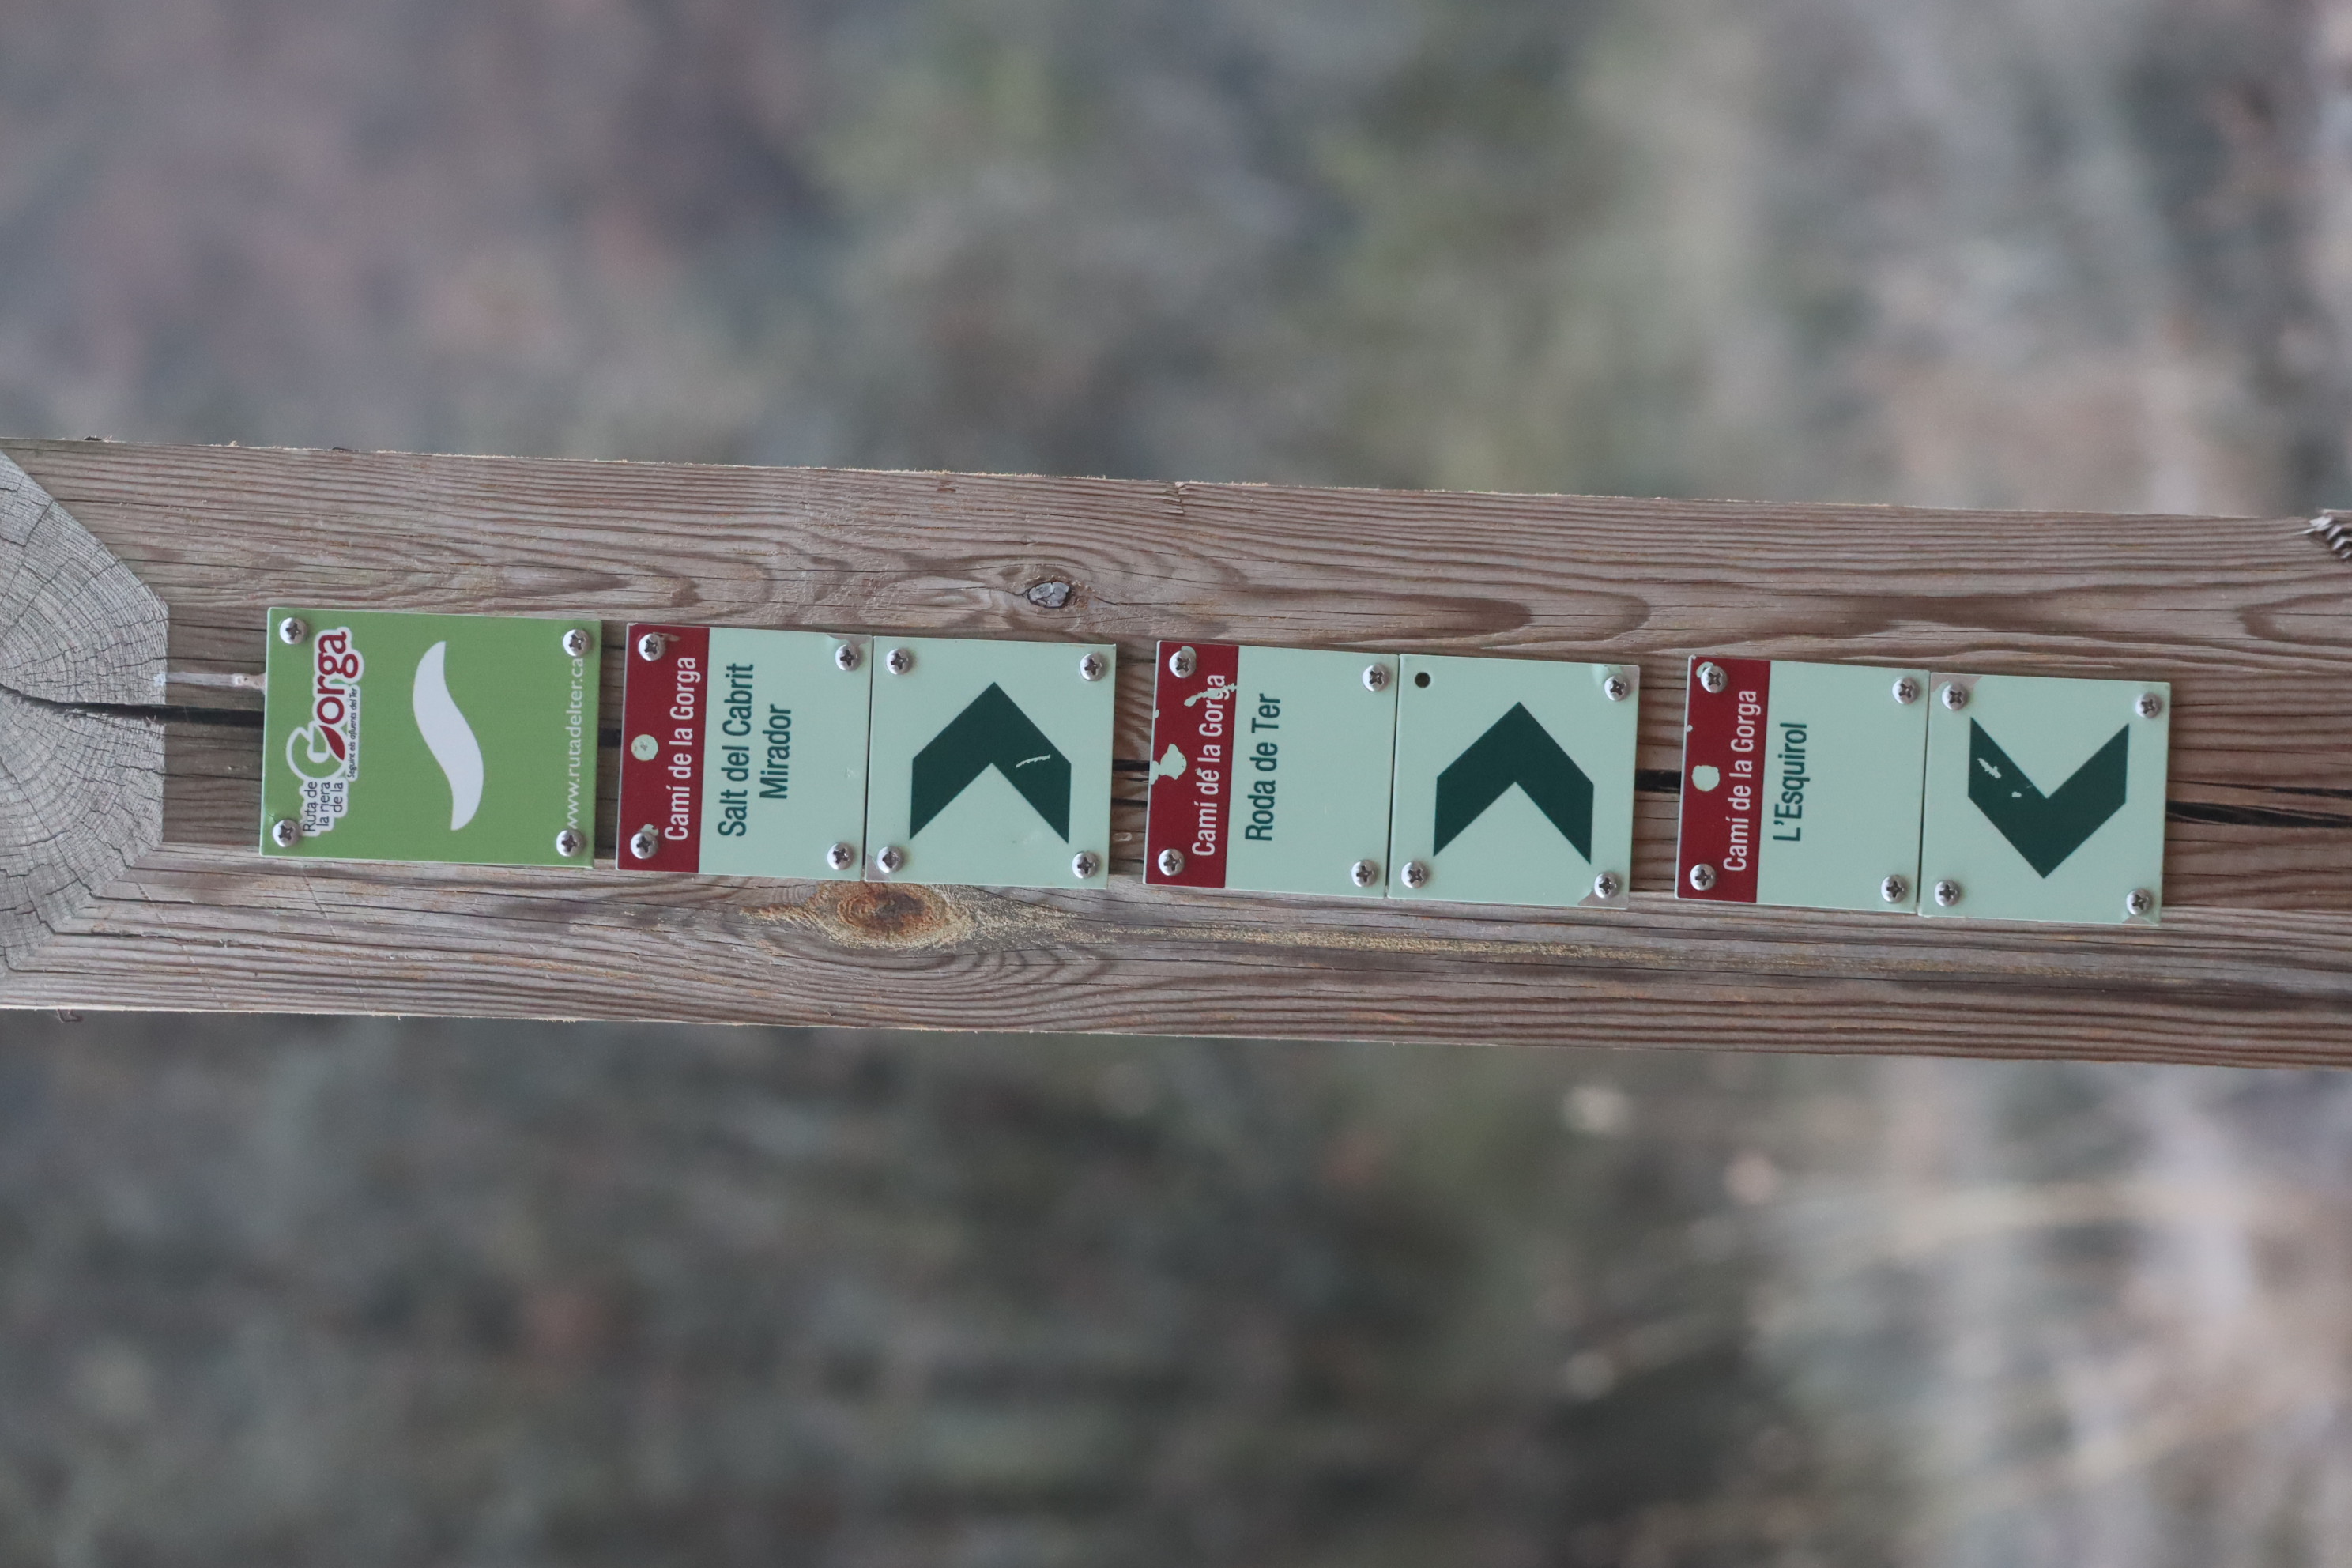 Ruta de
la riera
de la
Gorga
Seguint els afluents del Ter
www.rutadelter.ca
Camí de la Gorga
Salt del Cabrit
Mirador
Camí de la Gorga
Roda de Ter
Camí de la Gorga
L'Esquirol